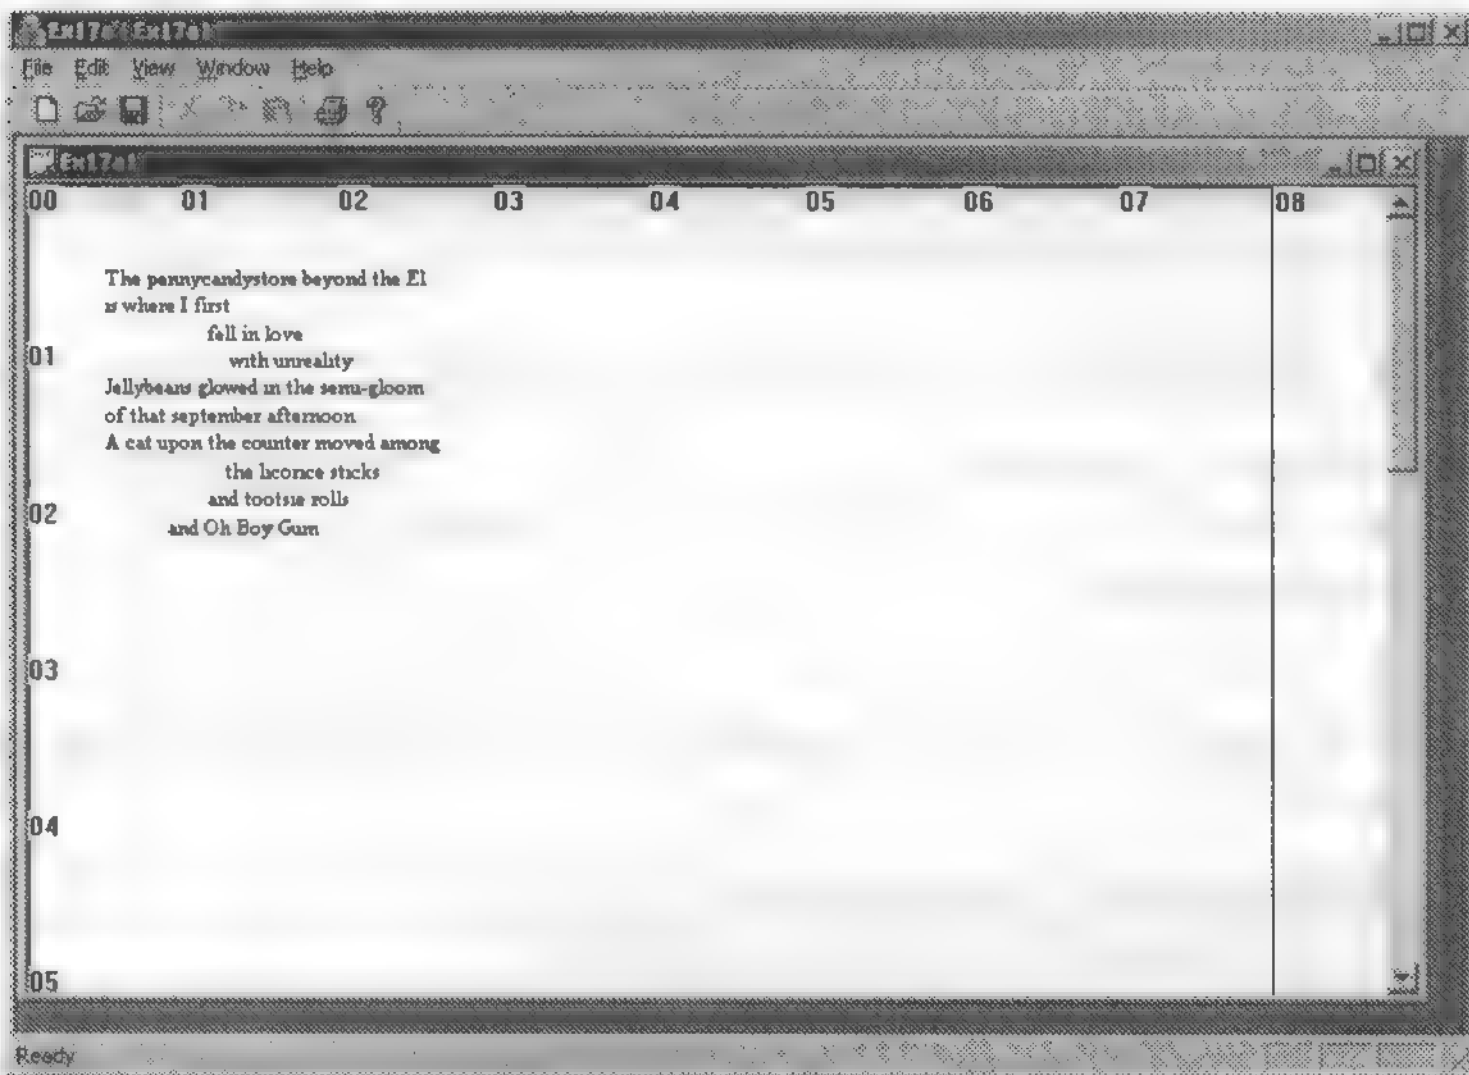 Ex17a - Ex17a1
File Edit View Window Help
Ex17a1
00 01 02 03 04 05 06 07 08
The pennycandystore beyond the El
is where I first
fell in love
with unreality
01
Jellybeans glowed in the semi-gloom
of that september afternoon
A cat upon the counter moved among
the licorice sticks
and tootsie rolls
02
and Oh Boy Gum
03
04
05
Ready